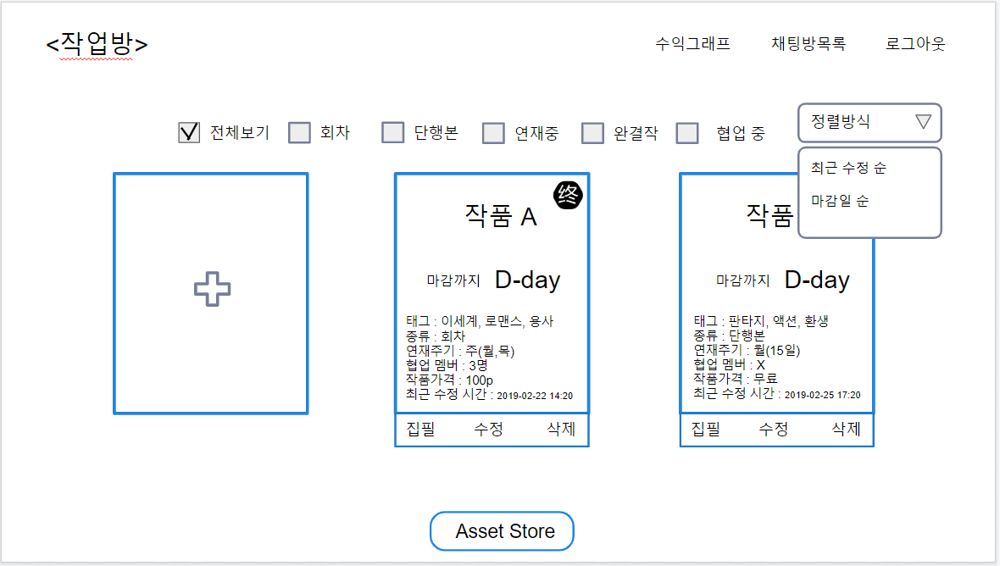 <작업방>
수익그래프 채팅방목록 로그아웃
전체보기 회차 단행본 연재중 완결작 협업 중
정렬방식
최근 수정 순
마감일 순
终
작품 A
마감까지 D-day
태그 : 이세계, 로맨스, 용사
종류 : 회차
연재주기 : 주(월,목)
협업 멤버 : 3명
작품가격 : 100p
최근 수정 시간 : 2019-02-22 14:20
집필 수정 삭제
작품
마감까지 D-day
태그 : 판타지, 액션, 환생
종류 : 단행본
연재주기 : 월(15일)
협업 멤버 : X
작품가격 : 무료
최근 수정 시간 : 2019-02-25 17:20
집필 수정 삭제
Asset Store